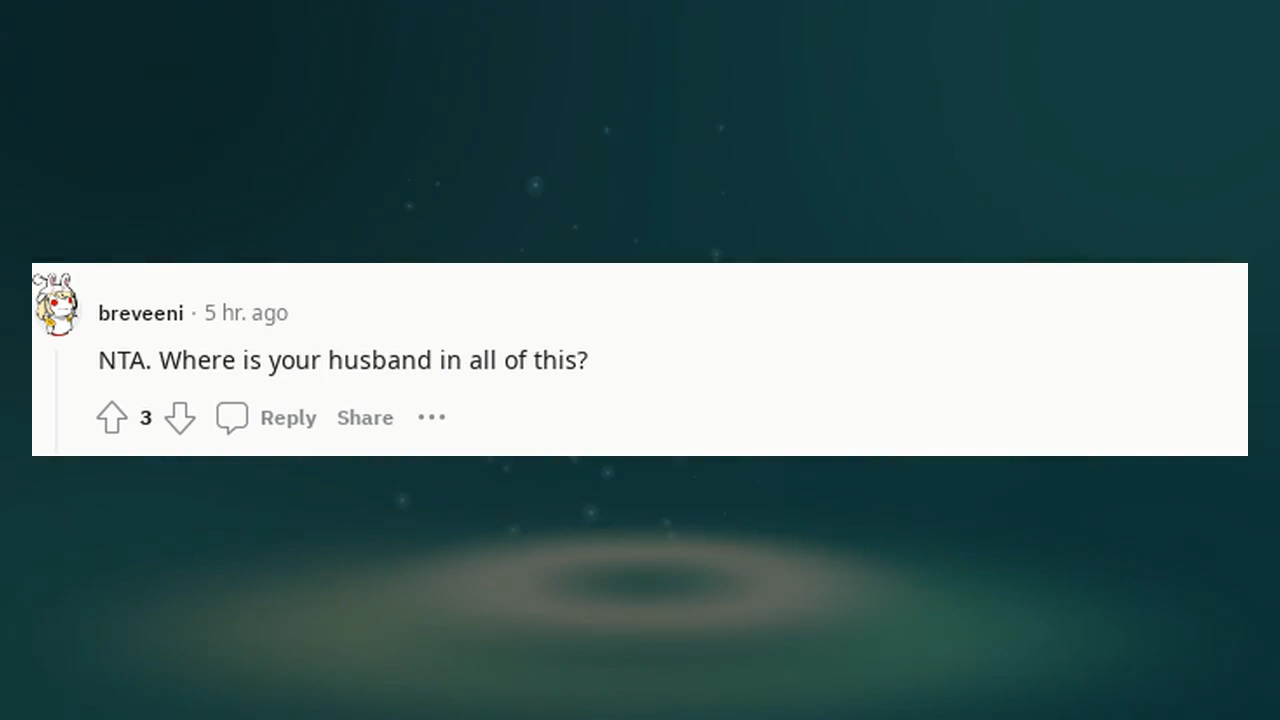 breveeni · 5 hr. ago
NTA. Where is your husband in all of this?
3 Reply Share ···